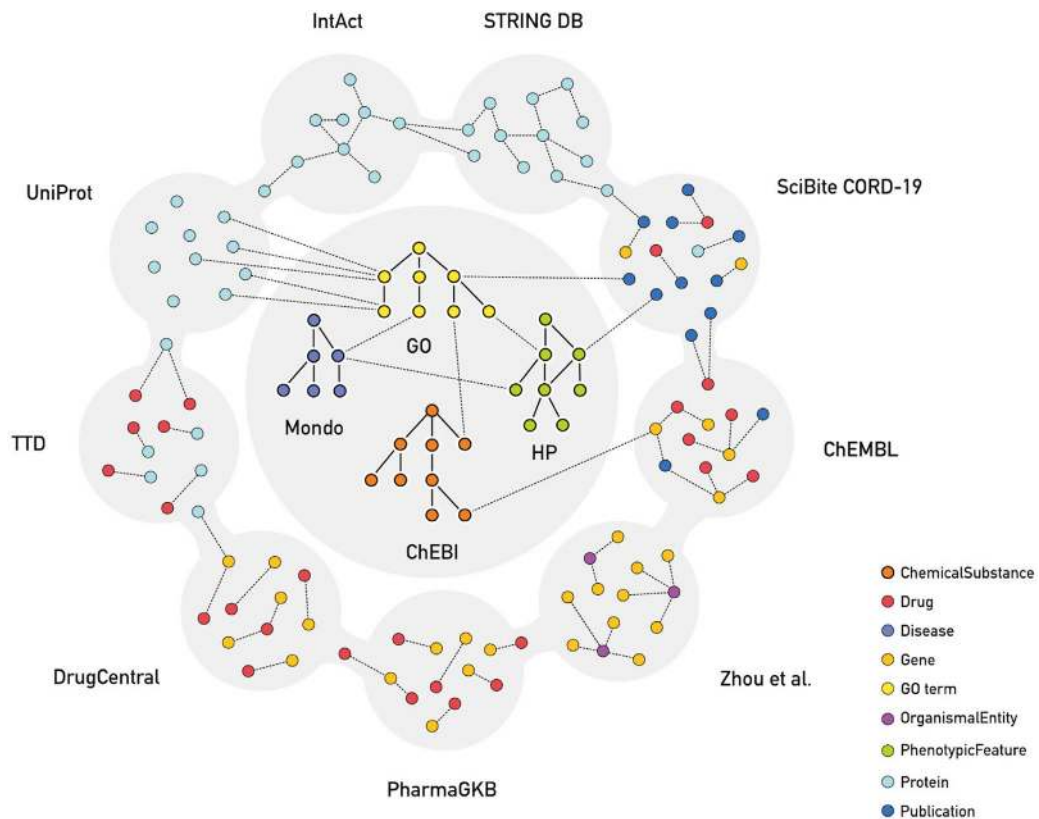 IntAct
STRING DB
UniProt
SciBite CORD-19
GO
Mondo
HP
TTD
ChEMBL
ChEBI
DrugCentral
Zhou et al.
PharmaGKB
ChemicalSubstance
Drug
Disease
Gene
GO term
OrganismalEntity
PhenotypicFeature
Protein
Publication